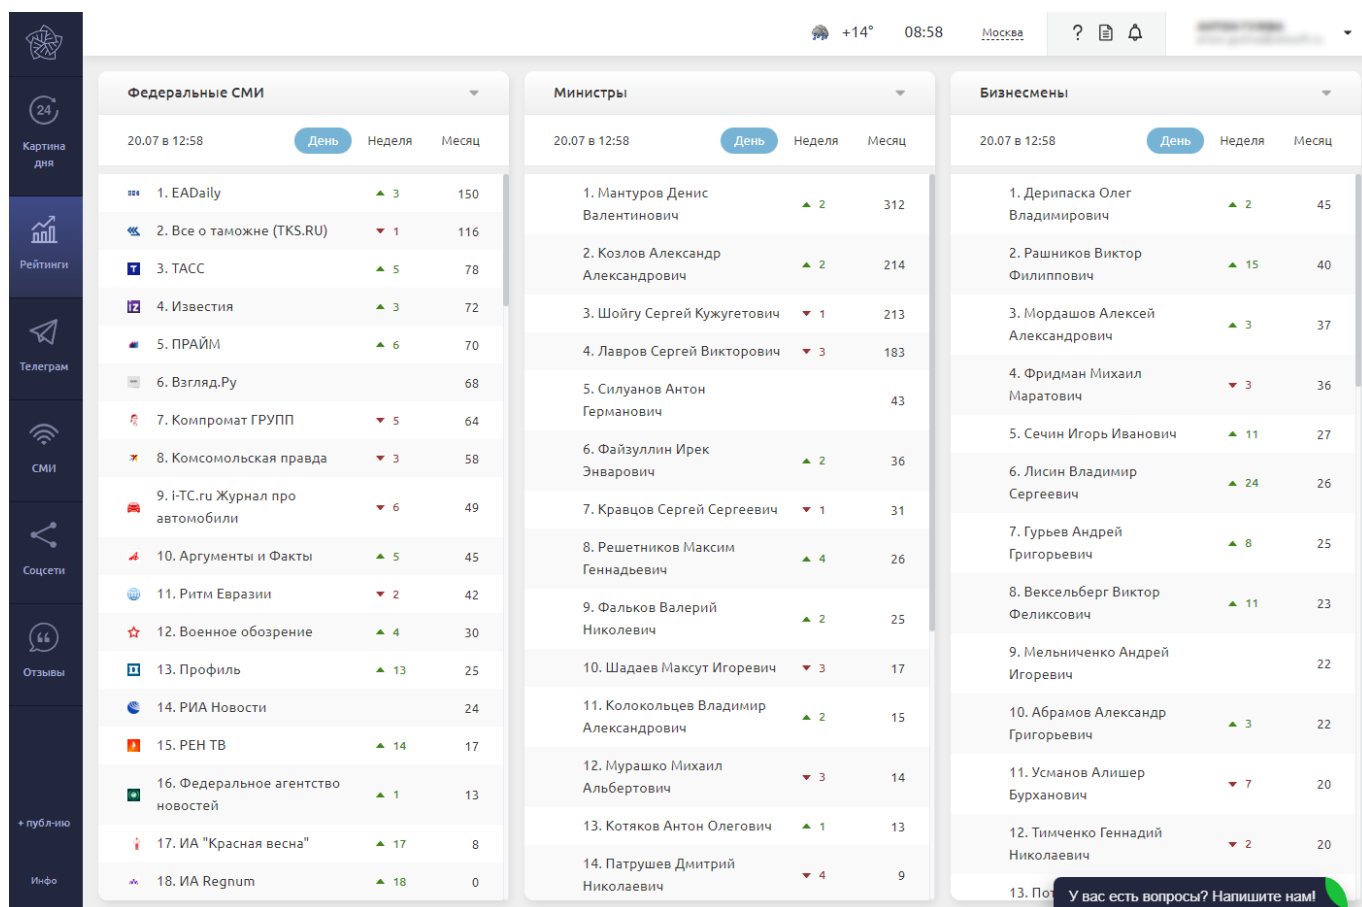 +14°
08:58
Москва
?
24
Картина
дня
Рейтинги
Телеграм
СМИ
Соцсети
Отзывы
+ публ-ию
Инфо
Федеральные СМИ
20.07 в 12:58 День Неделя Месяц
1. EADaily 3 150
2. Все о таможне (TKS.RU) 1 116
3. ТАСС 5 78
4. Известия 3 72
5. ПРАЙМ 6 70
6. Взгляд.Ру 68
7. Компромат ГРУПП 5 64
8. Комсомольская правда 3 58
9. i-TC.ru Журнал про
автомобили 6 49
10. Аргументы и Факты 5 45
11. Ритм Евразии 2 42
12. Военное обозрение 4 30
13. Профиль 13 25
14. РИА Новости 24
15. РЕН ТВ 14 17
16. Федеральное агентство
новостей 1 13
17. ИА "Красная весна" 17 8
18. ИА Regnum 18 0
Министры
20.07 в 12:58 День Неделя Месяц
1. Мантуров Денис
Валентинович 2 312
2. Козлов Александр
Александрович 2 214
3. Шойгу Сергей Кужугетович 1 213
4. Лавров Сергей Викторович 3 183
5. Силуанов Антон
Германович 43
6. Файзуллин Ирек
Энварович 2 36
7. Кравцов Сергей Сергеевич 1 31
8. Решетников Максим
Геннадьевич 4 26
9. Фальков Валерий
Николевич 2 25
10. Шадаев Максут Игоревич 3 17
11. Колокольцев Владимир
Александрович 2 15
12. Мурашко Михаил
Альбертович 3 14
13. Котяков Антон Олегович 1 13
14. Патрушев Дмитрий
Николаевич 4 9
Бизнесмены
20.07 в 12:58 День Неделя Месяц
1. Дерипаска Олег
Владимирович 2 45
2. Рашников Виктор
Филиппович 15 40
3. Мордашов Алексей
Александрович 3 37
4. Фридман Михаил
Маратович 3 36
5. Сечин Игорь Иванович 11 27
6. Лисин Владимир
Сергеевич 24 26
7. Гурьев Андрей
Григорьевич 8 25
8. Вексельберг Виктор
Феликсович 11 23
9. Мельниченко Андрей
Игоревич 22
10. Абрамов Александр
Григорьевич 3 22
11. Усманов Алишер
Бурханович 7 20
12. Тимченко Геннадий
Николаевич 2 20
13. Пот
У вас есть вопросы? Напишите нам!